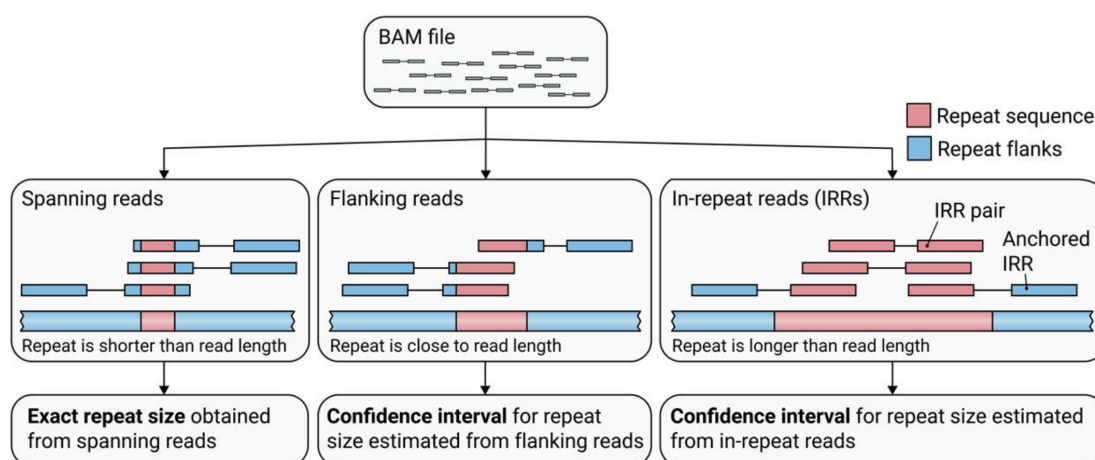 BAM file
Repeat sequence
Repeat flanks
Spanning reads
Repeat is shorter than read length
Exact repeat size obtained
from spanning reads
Flanking reads
Repeat is close to read length
Confidence interval for repeat
size estimated from flanking reads
In-repeat reads (IRRs)
IRR pair
Anchored
IRR
Repeat is longer than read length
Confidence interval for repeat size estimated
from in-repeat reads